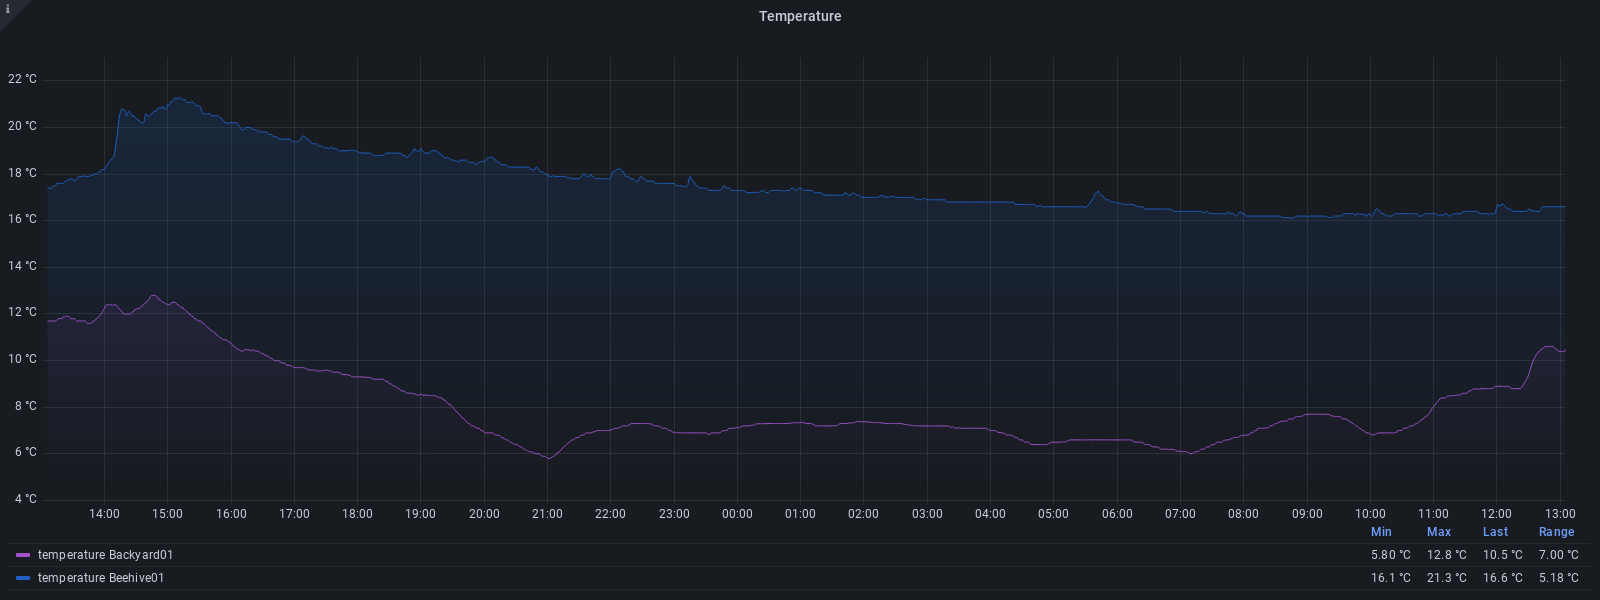 i
Temperature
22 °C
20 °C
18 °C
16 °C
14 °C
12 °C
10 °C
8 °C
6 °C
4 °C
14:00 15:00 16:00 17:00 18:00 19:00 20:00 21:00 22:00 23:00 00:00 01:00 02:00 03:00 04:00 05:00 06:00 07:00 08:00 09:00 10:00 11:00 12:00 13:00
Min Max Last Range
temperature Backyard01 5.80 °C 12.8 °C 10.5 °C 7.00 °C
temperature Beehive01 16.1 °C 21.3 °C 16.6 °C 5.18 °C